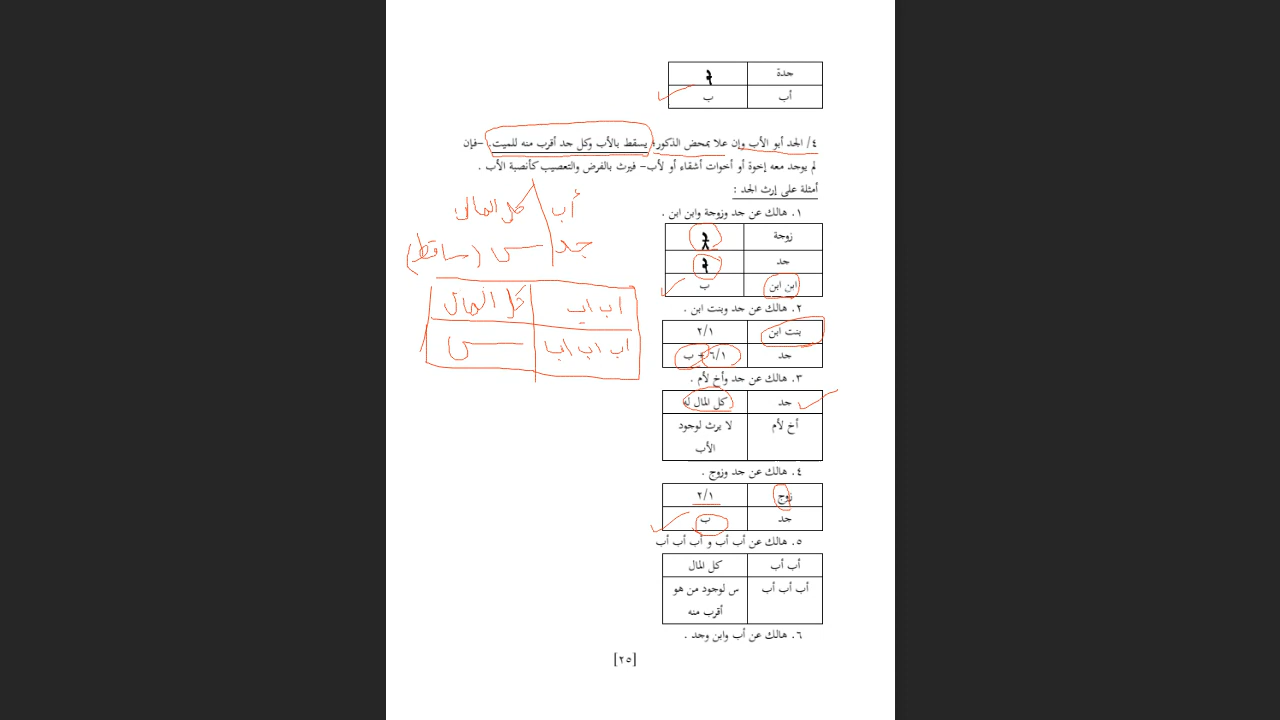 جدة
أب ب
٤/ الجد أبو الأب وإن علا بمحض الذكور؛ يسقط بالأب وكل جد أقرب منه للميت. -فإن
لم يوجد معه إخوة أو أخوات أشقاء أو لأب- فيرث بالفرض والتعصيب كأنصبة الأب .
أمثلة على إرث الجد :
١. هالك عن جد وزوجة وابن ابن .
زوجة
جد
ابن ابن ب
٢. هالك عن جد وبنت ابن .
بنت ابن ٢/١
جد ٦/١ + ب
٣. هالك عن جد وأخ لأم .
جد كل المال له
أخ لأم لا يرث لوجود
الأب
٤. هالك عن جد وزوج .
زوج ٢/١
جد ب
٥. هالك عن أب أب و أب أب أب
أب أب كل المال
أب أب أب س لوجود من هو
أقرب منه
٦. هالك عن أب وابن وجد .
[٢٥]
أب كل المال
جد س (ساقط)
اب اب كل المال
اب اب اب س